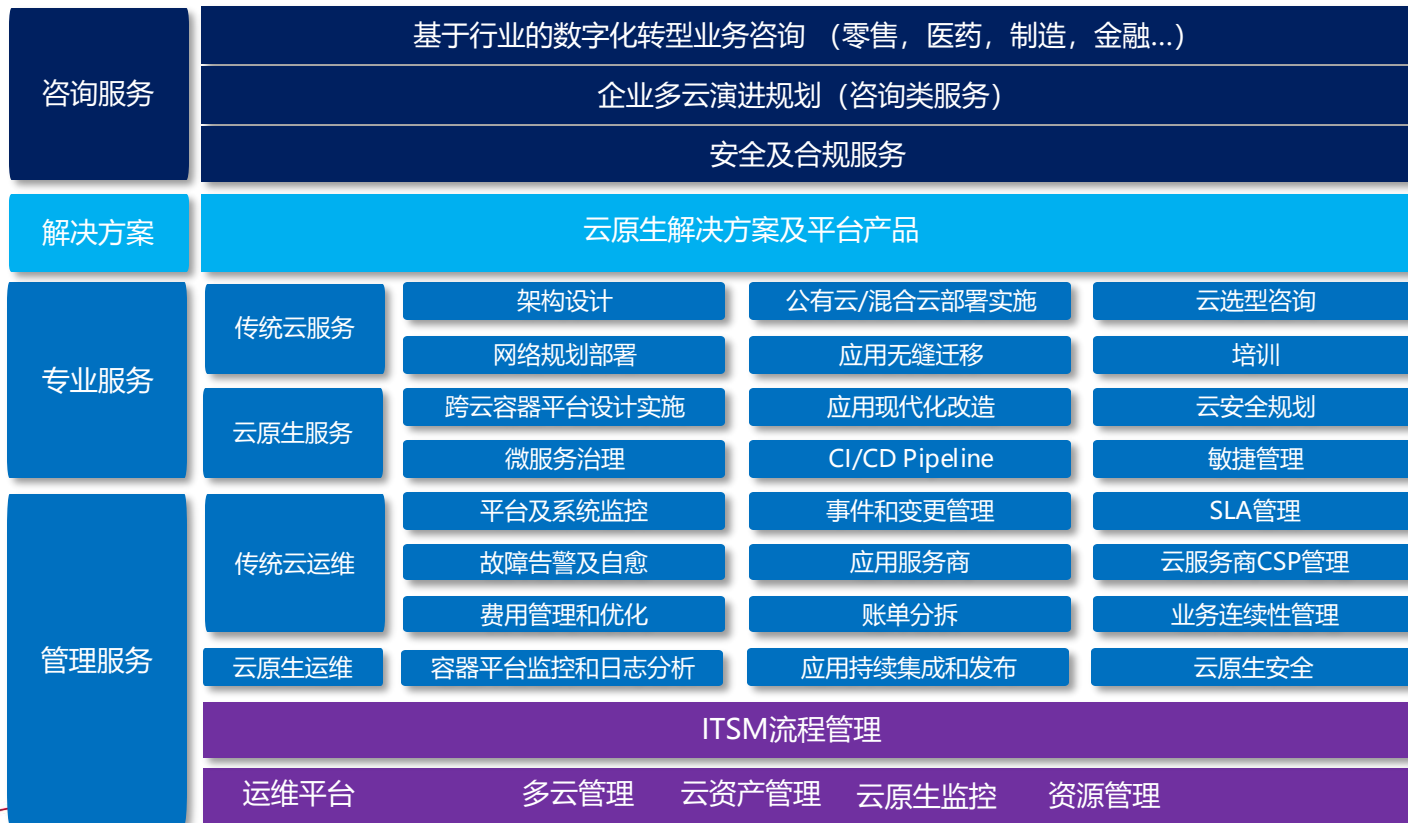 咨询服务
基于行业的数字化转型业务咨询 （零售，医药，制造，金融...）
企业多云演进规划（咨询类服务）
安全及合规服务
解决方案
云原生解决方案及平台产品
专业服务
传统云服务
架构设计
公有云/混合云部署实施
云选型咨询
网络规划部署
应用无缝迁移
培训
云原生服务
跨云容器平台设计实施
应用现代化改造
云安全规划
微服务治理
CI/CD Pipeline
敏捷管理
管理服务
传统云运维
平台及系统监控
事件和变更管理
SLA管理
故障告警及自愈
应用服务商
云服务商CSP管理
费用管理和优化
账单分拆
业务连续性管理
云原生运维
容器平台监控和日志分析
应用持续集成和发布
云原生安全
ITSM流程管理
运维平台
多云管理
云资产管理
云原生监控
资源管理